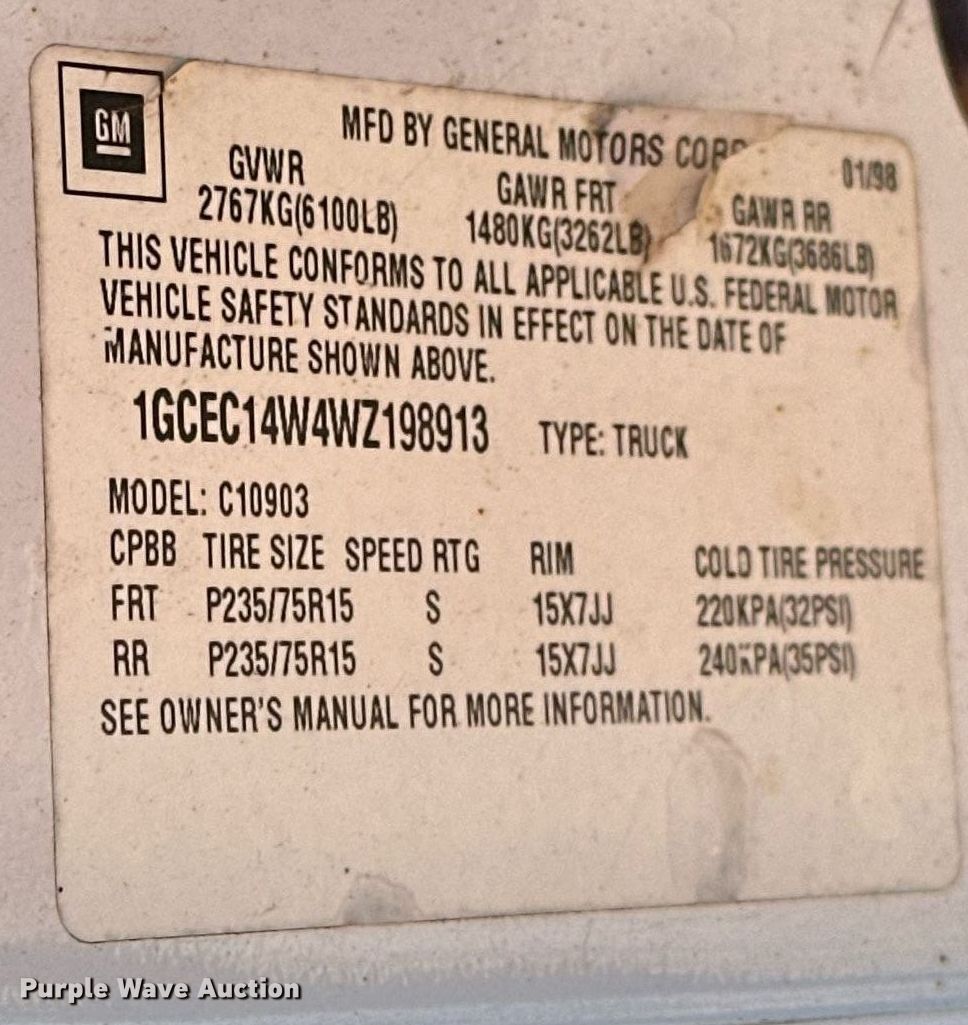 GM
MFD BY GENERAL MOTORS CORP
01/98
GVWR GAWR FRT GAWR RR
2767KG(6100LB) 1480KG(3262LB) 1672KG(3686LB)
THIS VEHICLE CONFORMS TO ALL APPLICABLE U.S. FEDERAL MOTOR
VEHICLE SAFETY STANDARDS IN EFFECT ON THE DATE OF
MANUFACTURE SHOWN ABOVE.
1GCEC14W4WZ198913 TYPE: TRUCK
MODEL: C10903
CPBB TIRE SIZE SPEED RTG RIM COLD TIRE PRESSURE
FRT P235/75R15 S 15X7JJ 220KPA(32PSI)
RR P235/75R15 S 15X7JJ 240KPA(35PSI)
SEE OWNER'S MANUAL FOR MORE INFORMATION.
Purple Wave Auction